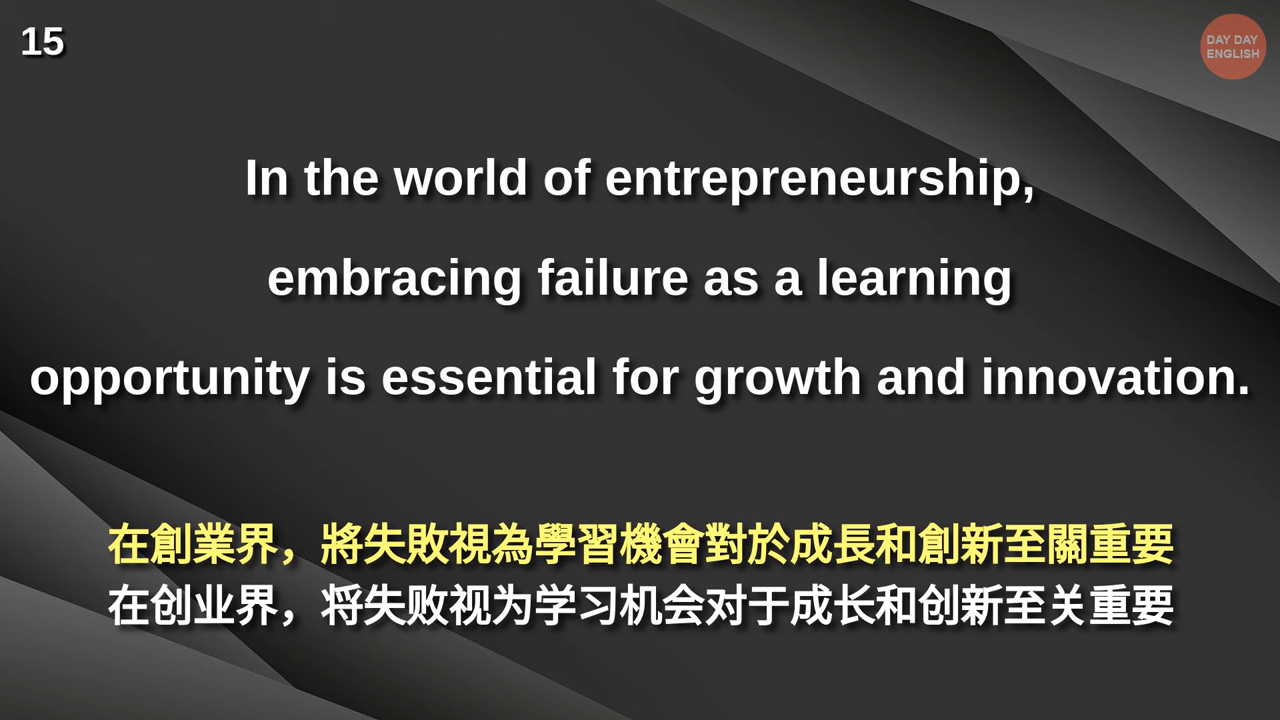 15
DAY DAY
ENGLISH
In the world of entrepreneurship,
embracing failure as a learning
opportunity is essential for growth and innovation.
在創業界，將失敗視為學習機會對於成長和創新至關重要
在创业界，将失败视为学习机会对于成长和创新至关重要